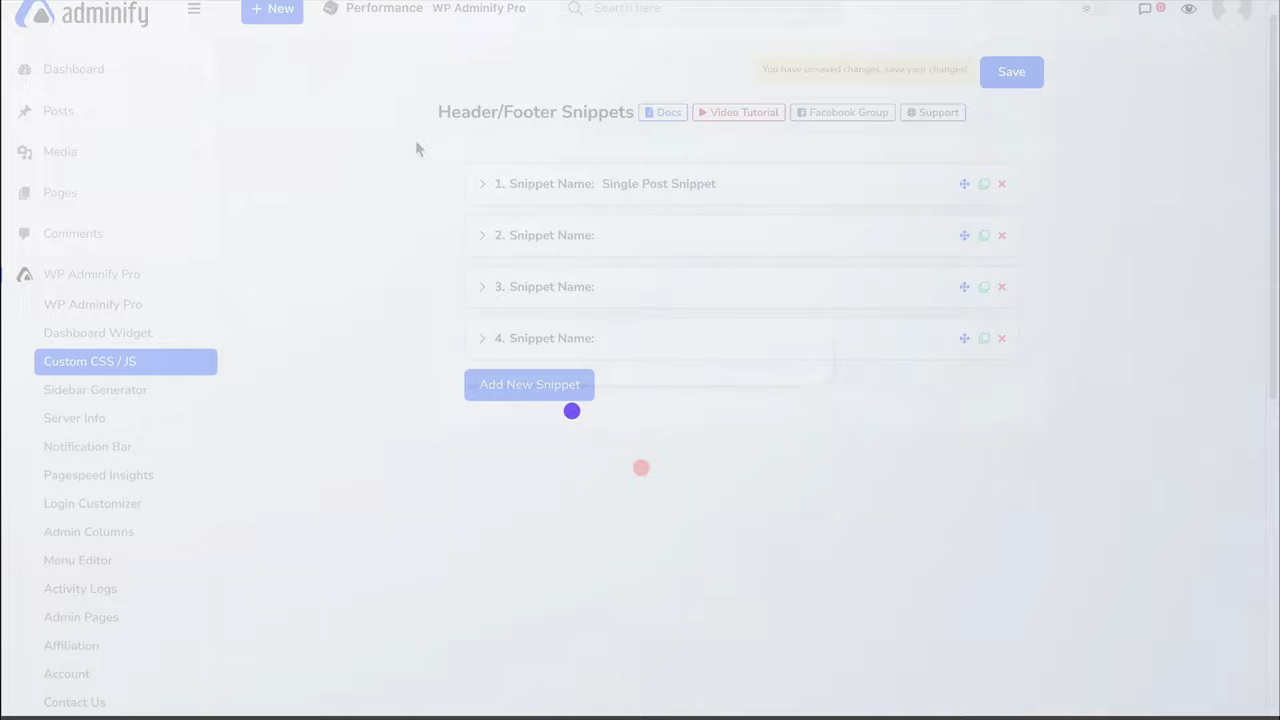 adminify
+ New
Performance
WP Adminify Pro
Search here
0
You have unsaved changes, save your changes!
Save
Header/Footer Snippets
Docs
Video Tutorial
Facebook Group
Support
Dashboard
Posts
Media
Pages
Comments
WP Adminify Pro
WP Adminify Pro
Dashboard Widget
Custom CSS / JS
Sidebar Generator
Server Info
Notification Bar
Pagespeed Insights
Login Customizer
Admin Columns
Menu Editor
Activity Logs
Admin Pages
Affiliation
Account
Contact Us
1. Snippet Name: Single Post Snippet
2. Snippet Name:
3. Snippet Name:
4. Snippet Name:
Add New Snippet